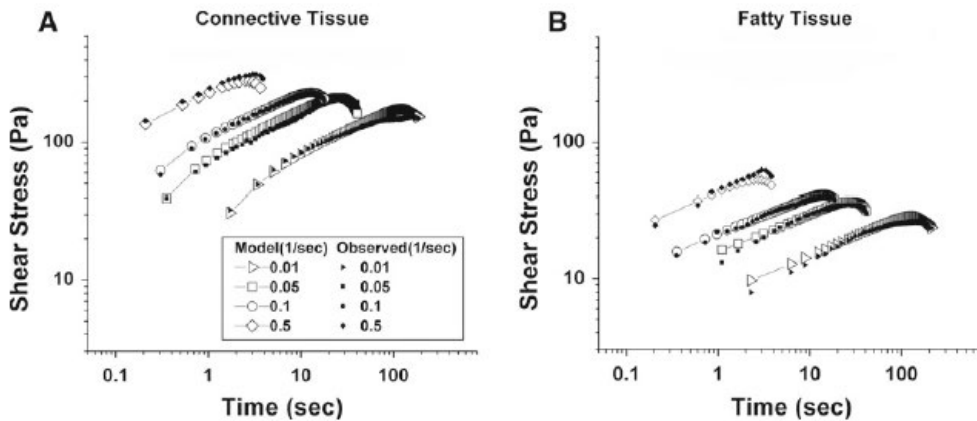 A
Connective Tissue
Shear Stress (Pa)
100
10
Model(1/sec) Observed(1/sec)
0.01 0.01
0.05 0.05
0.1 0.1
0.5 0.5
0.1 1 10 100
Time (sec)
B
Fatty Tissue
Shear Stress (Pa)
100
10
0.1 1 10 100
Time (sec)